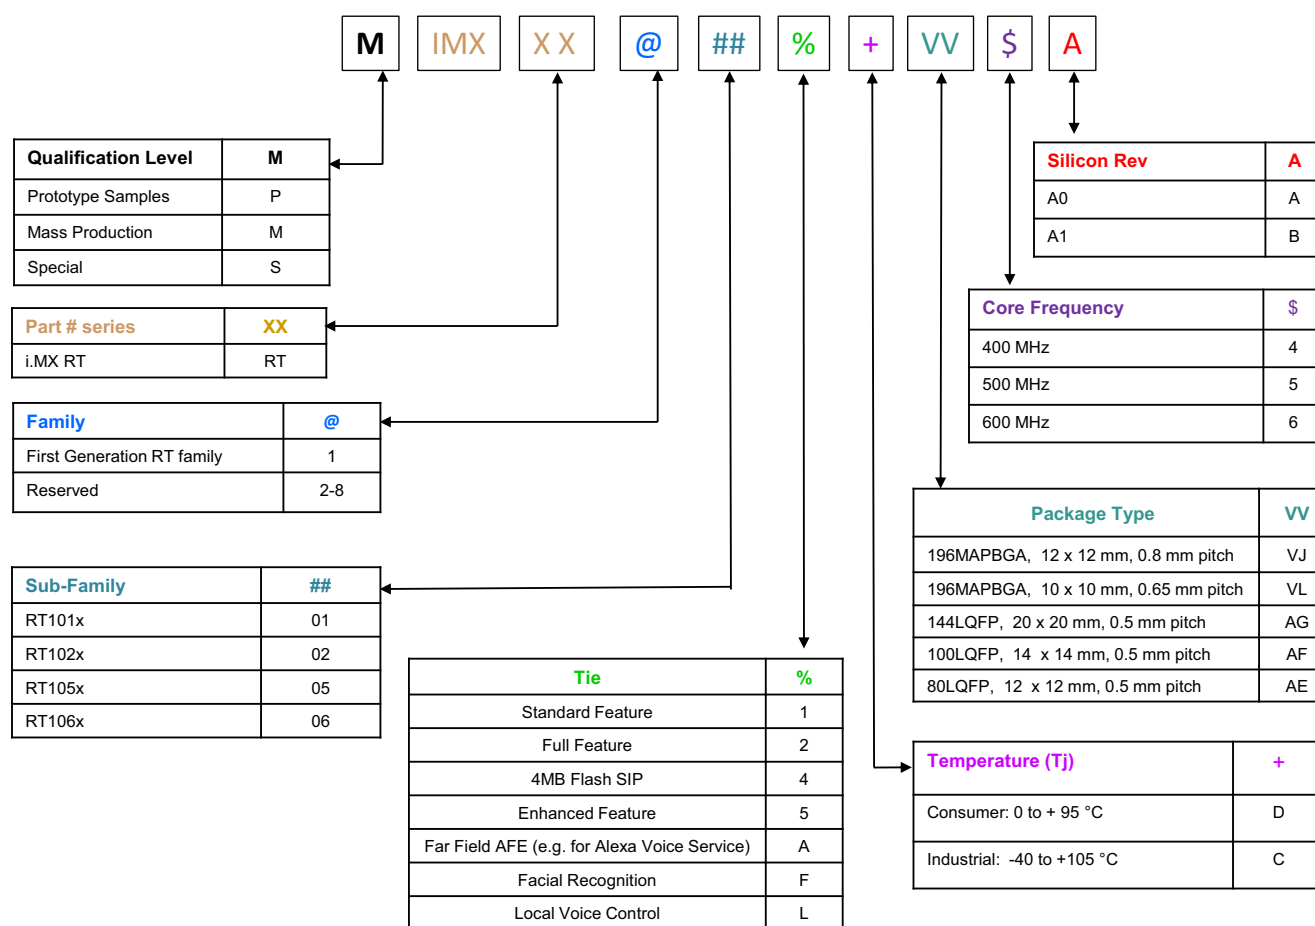 M IMX X X @ ## % + VV $ A
Qualification Level M
Prototype Samples P
Mass Production M
Special S
Part # series XX
i.MX RT RT
Family @
First Generation RT family 1
Reserved 2-8
Sub-Family ##
RT101x 01
RT102x 02
RT105x 05
RT106x 06
Tie %
Standard Feature 1
Full Feature 2
4MB Flash SIP 4
Enhanced Feature 5
Far Field AFE (e.g. for Alexa Voice Service) A
Facial Recognition F
Local Voice Control L
Silicon Rev A
A0 A
A1 B
Core Frequency $
400 MHz 4
500 MHz 5
600 MHz 6
Package Type VV
196MAPBGA, 12 x 12 mm, 0.8 mm pitch VJ
196MAPBGA, 10 x 10 mm, 0.65 mm pitch VL
144LQFP, 20 x 20 mm, 0.5 mm pitch AG
100LQFP, 14 x 14 mm, 0.5 mm pitch AF
80LQFP, 12 x 12 mm, 0.5 mm pitch AE
Temperature (Tj) +
Consumer: 0 to + 95 °C D
Industrial: -40 to +105 °C C